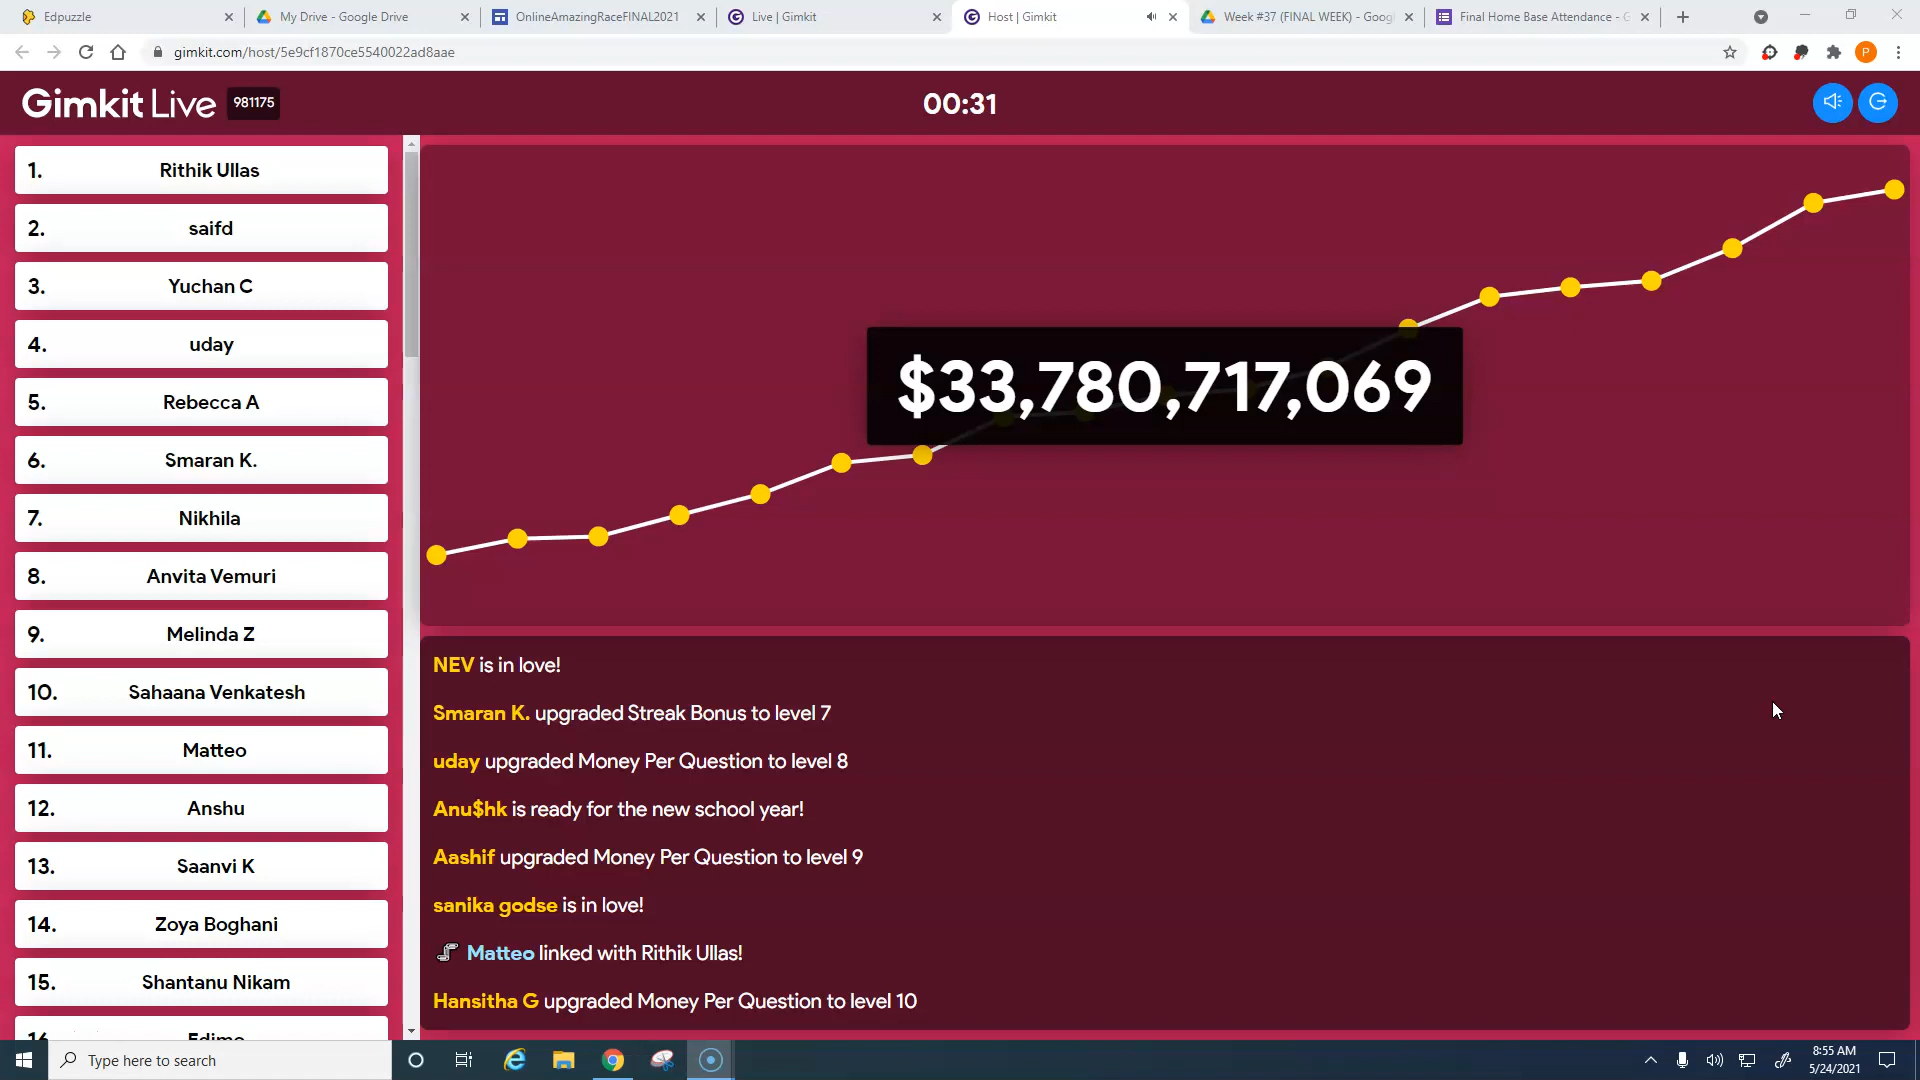 Edpuzzle
My Drive - Google Drive
OnlineAmazingRaceFINAL2021
Live | Gimkit
Host | Gimkit
Week #37 (FINAL WEEK) - Googl
Final Home Base Attendance - G
gimkit.com/host/5e9cf1870ce5540022ad8aae
P
Gimkit Live
981175
00:31
1. Rithik Ullas
2. saifd
3. Yuchan C
4. uday
5. Rebecca A
6. Smaran K.
7. Nikhila
8. Anvita Vemuri
9. Melinda Z
10. Sahaana Venkatesh
11. Matteo
12. Anshu
13. Saanvi K
14. Zoya Boghani
15. Shantanu Nikam
$33,780,717,069
NEV is in love!
Smaran K. upgraded Streak Bonus to level 7
uday upgraded Money Per Question to level 8
Anu$hk is ready for the new school year!
Aashif upgraded Money Per Question to level 9
sanika godse is in love!
Matteo linked with Rithik Ullas!
Hansitha G upgraded Money Per Question to level 10
Type here to search
8:55 AM
5/24/2021